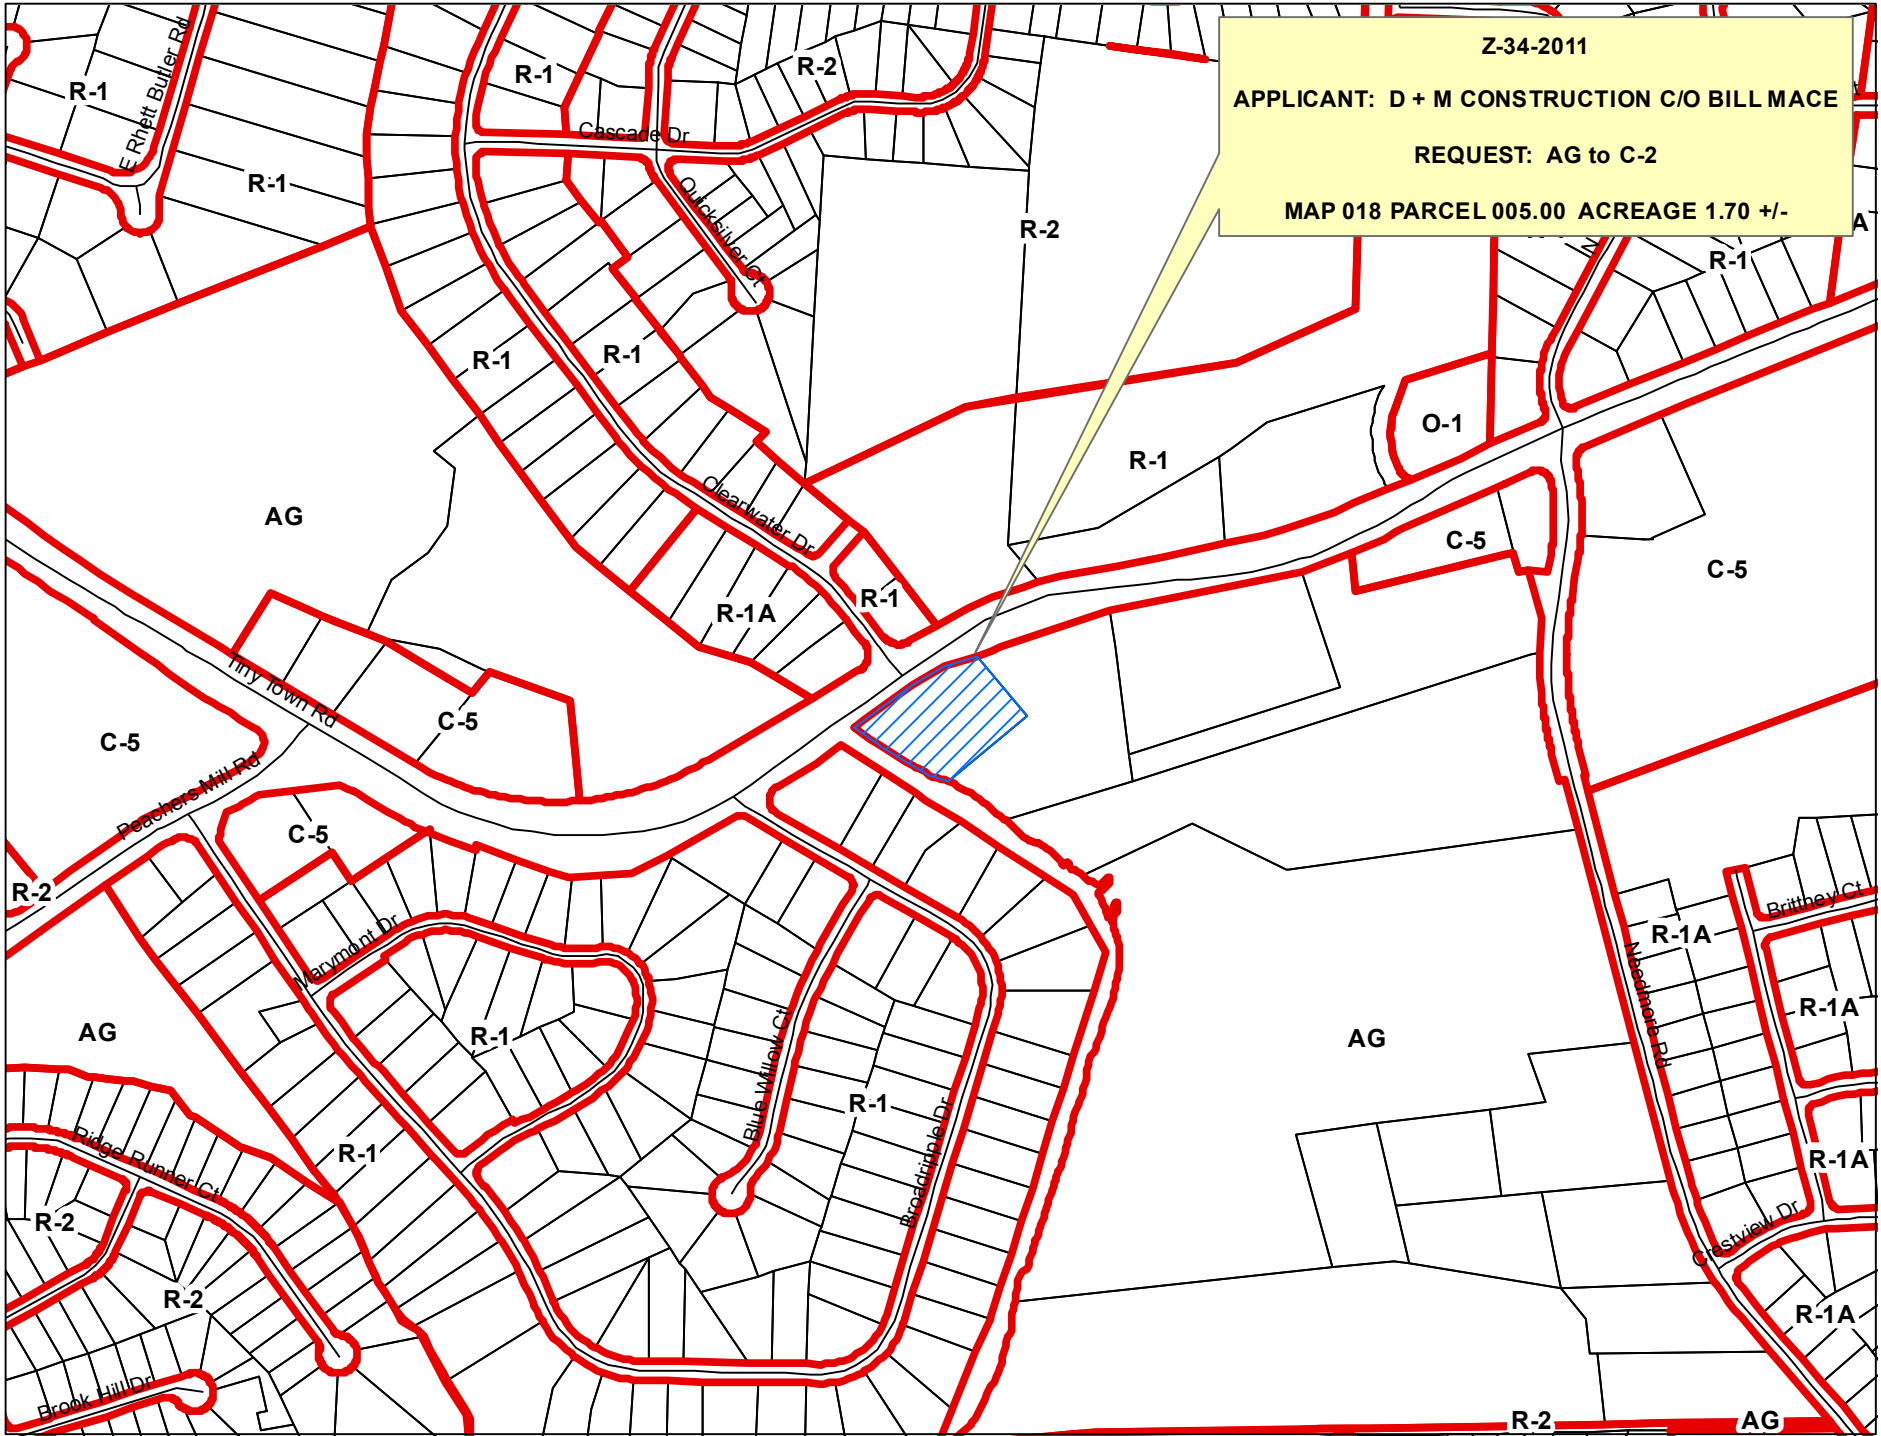 Z-34-2011
APPLICANT: D + M CONSTRUCTION C/O BILL MACE
REQUEST: AG to C-2
MAP 018 PARCEL 005.00 ACREAGE 1.70 +/-
R-1
E Rhett Butler Rd
R-1
R-1
R-2
Cascade Dr
Quicksilver Ct
R-2
R-1
A
R-1
R-1
O-1
R-1
AG
Clearwater Dr
C-5
C-5
R-1
R-1A
Tiny Town Rd
C-5
C-5
Peachers Mill Rd
C-5
R-2
Marymont Dr
Britthey Ct
R-1A
Needmore Rd
R-1A
AG
R-1
AG
Blue Willow Ct
R-1
Broadripple Dr
R-1
Ridge Runner Ct
R-1A
R-2
Crestview Dr
R-2
R-1A
Brook Hill Dr
R-2
AG